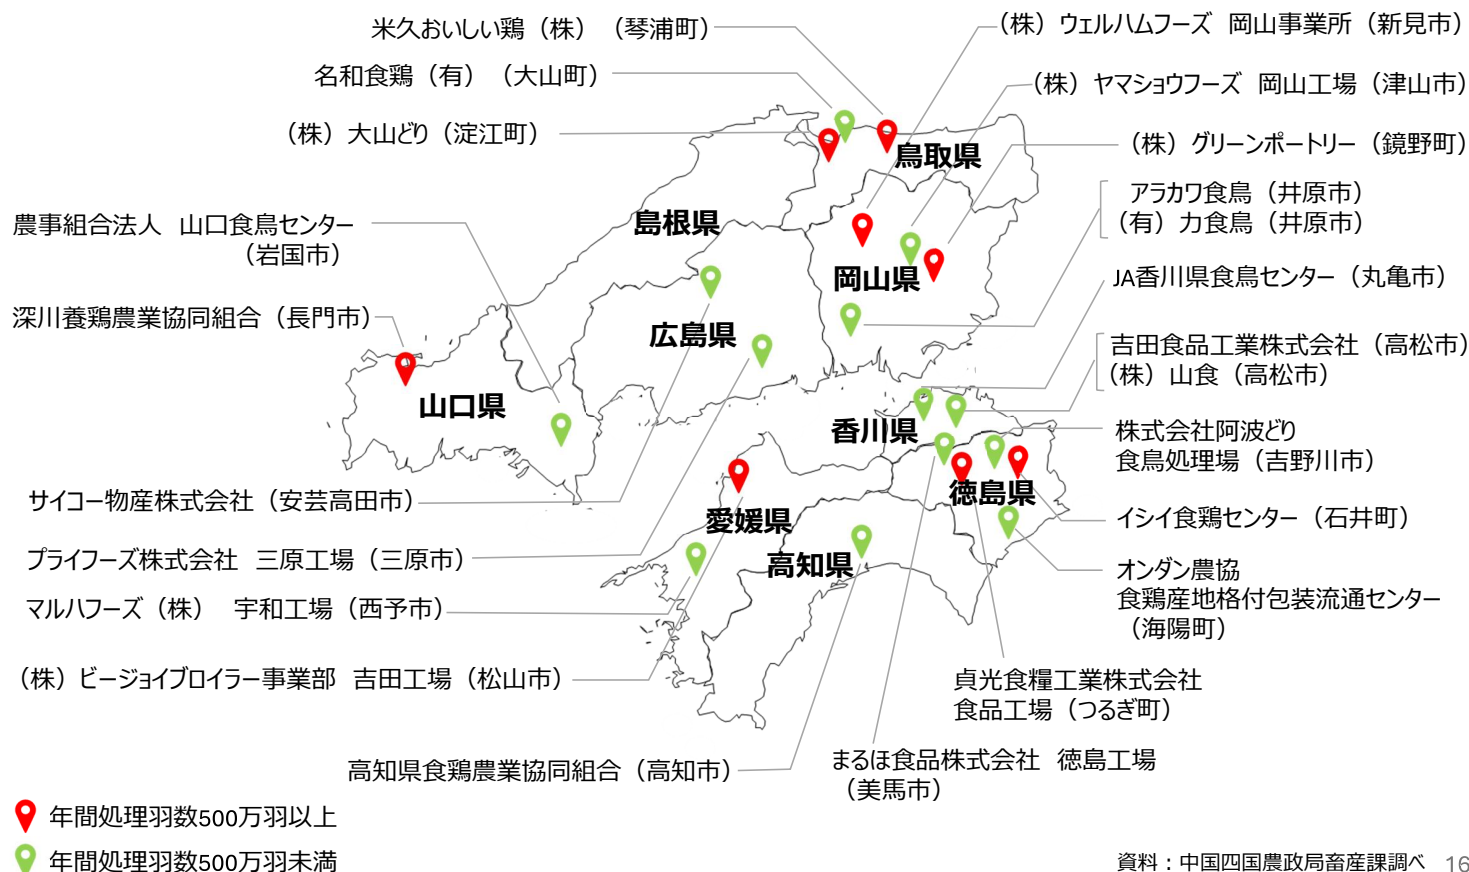 米久おいしい鶏（株）（琴浦町）
名和食鶏（有）（大山町）
（株）大山どり（淀江町）
農事組合法人　山口食鳥センター
（岩国市）
深川養鶏農業協同組合（長門市）
（株）ウェルハムフーズ　岡山事業所（新見市）
（株）ヤマショウフーズ　岡山工場（津山市）
（株）グリーンポートリー（鏡野町）
アラカワ食鳥（井原市）
（有）力食鳥（井原市）
JA香川県食鳥センター（丸亀市）
吉田食品工業株式会社（高松市）
（株）山食（高松市）
株式会社阿波どり
食鳥処理場（吉野川市）
イシイ食鶏センター（石井町）
オンダン農協
食鶏産地格付包装流通センター
（海陽町）
鳥取県
島根県
岡山県
広島県
山口県
香川県
徳島県
愛媛県
高知県
サイコー物産株式会社（安芸高田市）
プライフーズ株式会社　三原工場（三原市）
マルハフーズ（株）　宇和工場（西予市）
（株）ビージョイブロイラー事業部　吉田工場（松山市）
高知県食鶏農業協同組合（高知市）
貞光食糧工業株式会社
食品工場（つるぎ町）
まるほ食品株式会社　徳島工場
（美馬市）
年間処理羽数500万羽以上
年間処理羽数500万羽未満
資料：中国四国農政局畜産課調べ
16